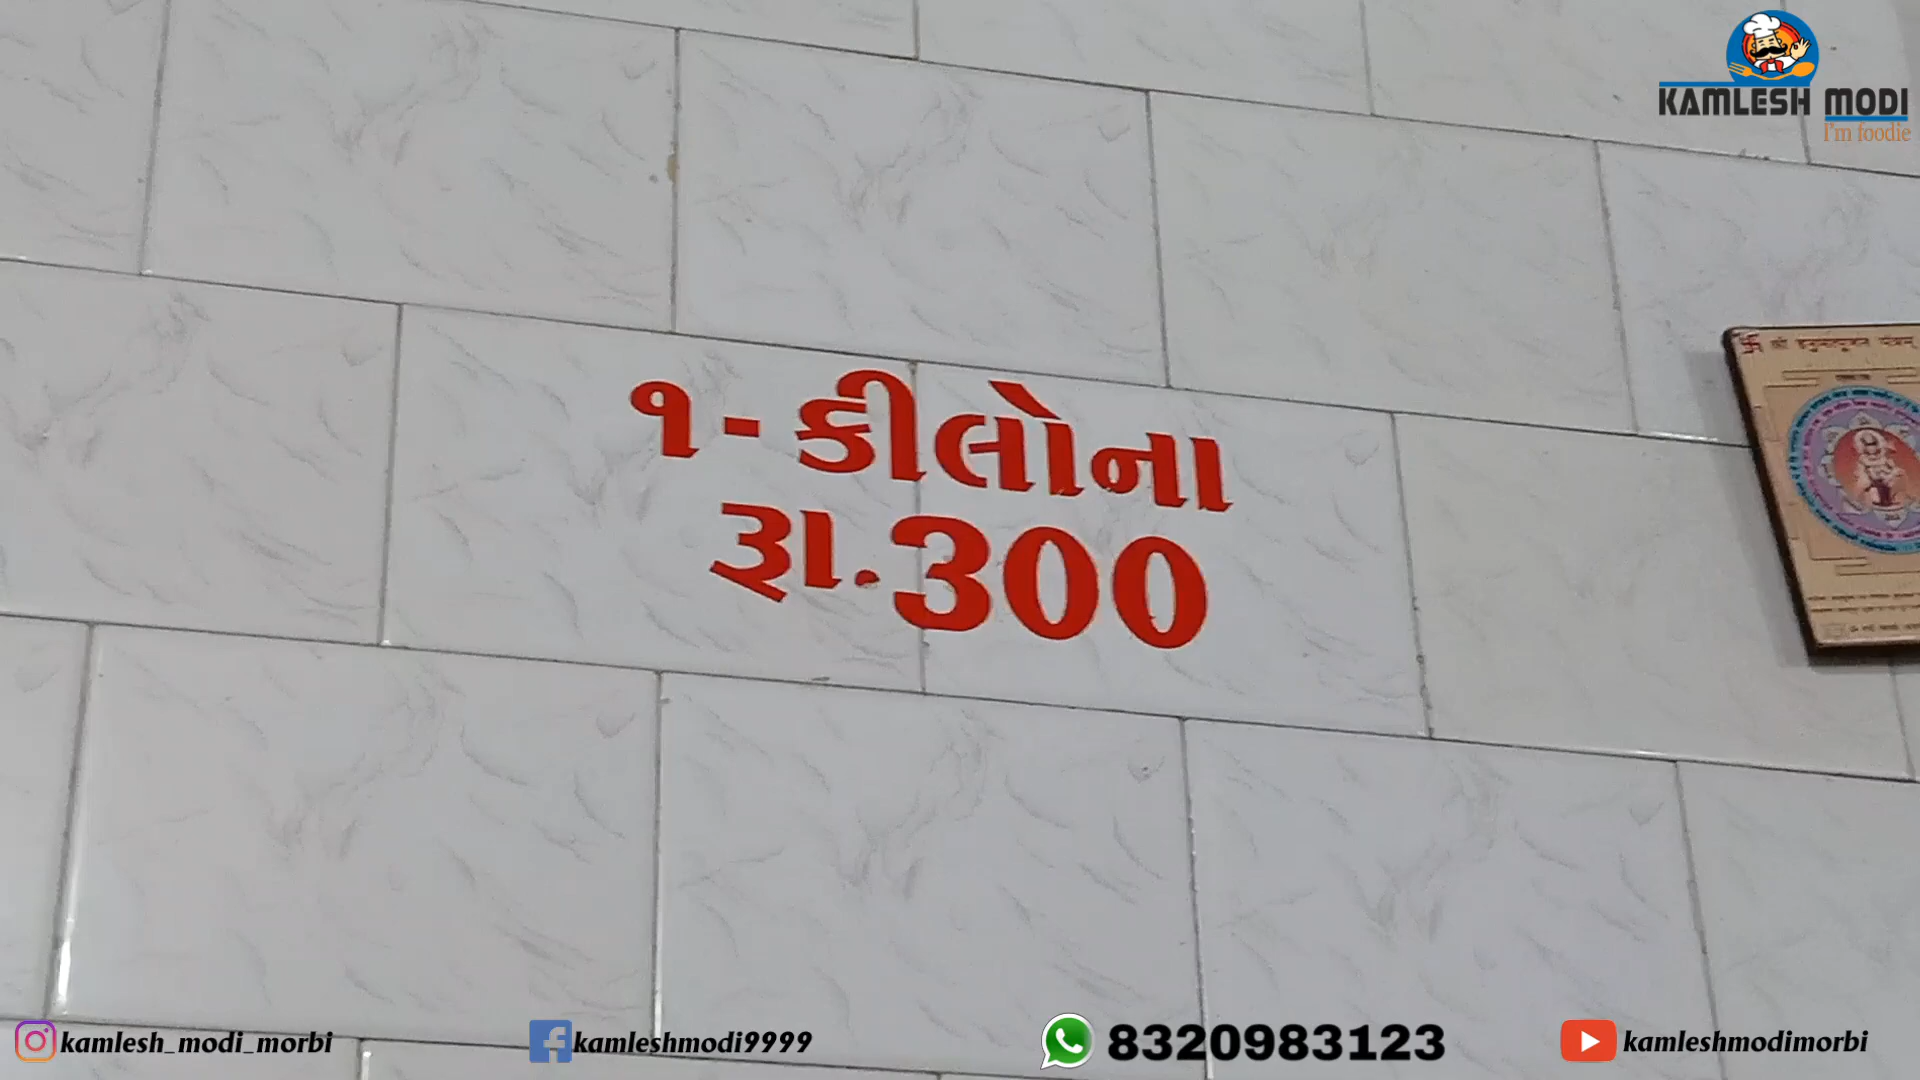 KAMLESH MODI
I'm foodie
૧ - કીલોના
રૂા. 300
kamlesh_modi_morbi
kamleshmodi9999
8320983123
kamleshmodimorbi